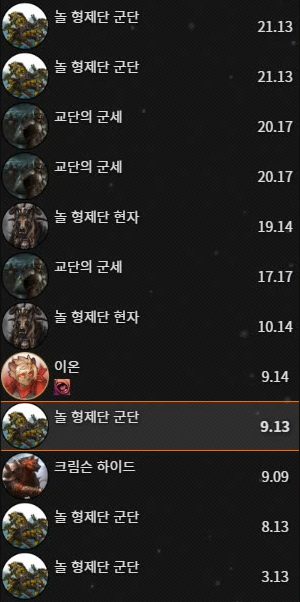 놀 형제단 군단
21.13
놀 형제단 군단
21.13
교단의 군세
20.17
교단의 군세
20.17
놀 형제단 현자
19.14
교단의 군세
17.17
놀 형제단 현자
10.14
이온
9.14
놀 형제단 군단
9.13
크림슨 하이드
9.09
놀 형제단 군단
8.13
놀 형제단 군단
3.13